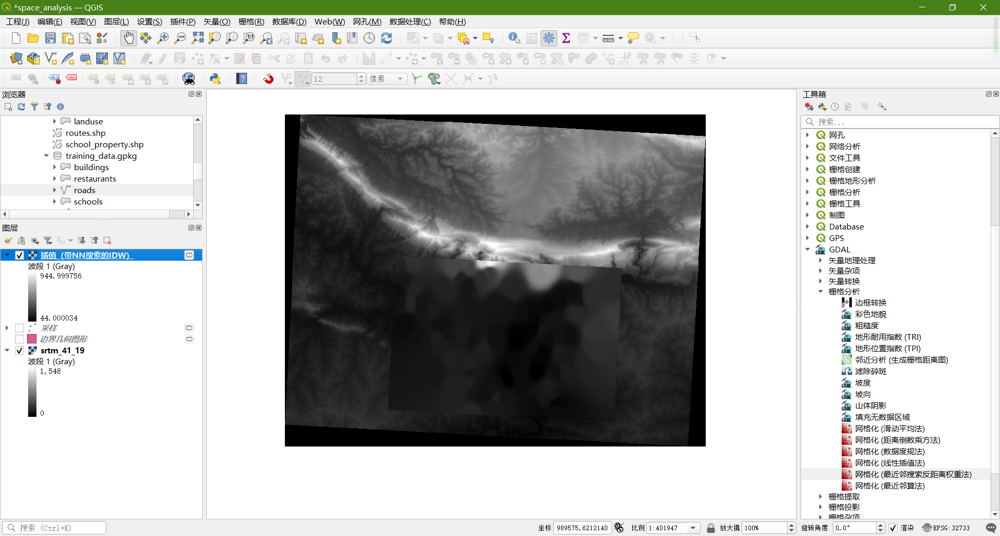 *space_analysis — QGIS
工程(J) 编辑(E) 视图(V) 图层(L) 设置(S) 插件(P) 矢量(O) 栅格(R) 数据库(D) Web(W) 网孔(M) 数据处理(C) 帮助(H)
12 像素
浏览器
landuse
routes.shp
school_property.shp
training_data.gpkg
buildings
restaurants
roads
schools
图层
插值（带NN搜索的IDW）
波段 1 (Gray)
944.999756
44.000034
采样
边界几何图形
srtm_41_19
波段 1 (Gray)
1,548
0
工具箱
搜索...
网孔
网络分析
文件工具
栅格创建
栅格地形分析
栅格分析
栅格工具
制图
Database
GPS
GDAL
矢量地理处理
矢量杂项
矢量转换
栅格分析
边框转换
彩色地貌
粗糙度
地形耐用指数 (TRI)
地形位置指数 (TPI)
邻近分析 (生成栅格距离图)
滤除碎斑
坡度
坡向
山体阴影
填充无数据区域
网格化 (滑动平均法)
网格化 (距离倒数乘方法)
网格化 (数据度规法)
网格化 (线性插值法)
网格化 (最近邻搜索反距离权重法)
网格化 (最近邻算法)
栅格提取
栅格投影
栅格杂项
搜索 (Ctrl+K) 坐标 989575,6212140 比例 1:401947 放大镜 100% 旋转角度 0.0° 渲染 EPSG:32733